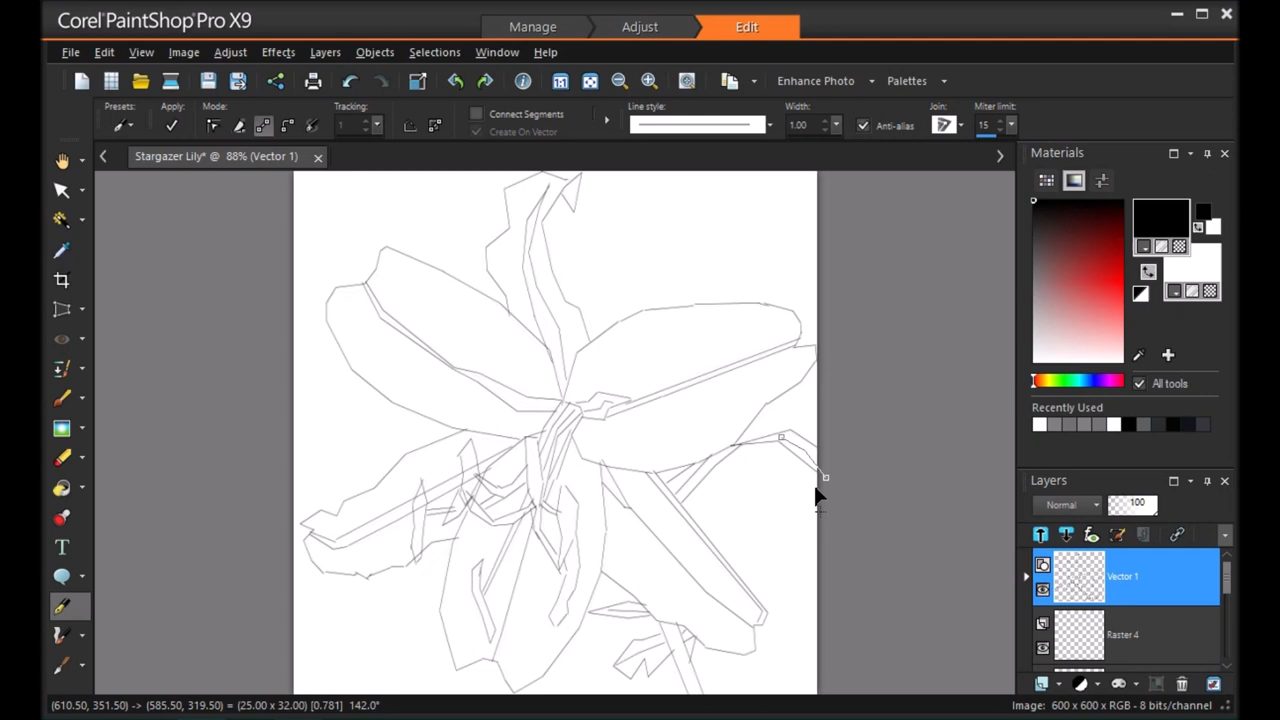 Corel PaintShop Pro X9
Manage Adjust Edit
File Edit View Image Adjust Effects Layers Objects Selections Window Help
Enhance Photo Palettes
Presets: Apply: Mode: Tracking: Connect Segments Line style: Width: Join: Miter limit:
1 Create On Vector 1.00 Anti-alias 15
Stargazer Lily* @ 88% (Vector 1)
Materials
All tools
Recently Used
Layers
Normal 100
Vector 1
Raster 4
(610.50, 351.50) -> (585.50, 319.50) = (25.00 x 32.00) [0.781] 142.0°
Image: 600 x 600 x RGB - 8 bits/channel